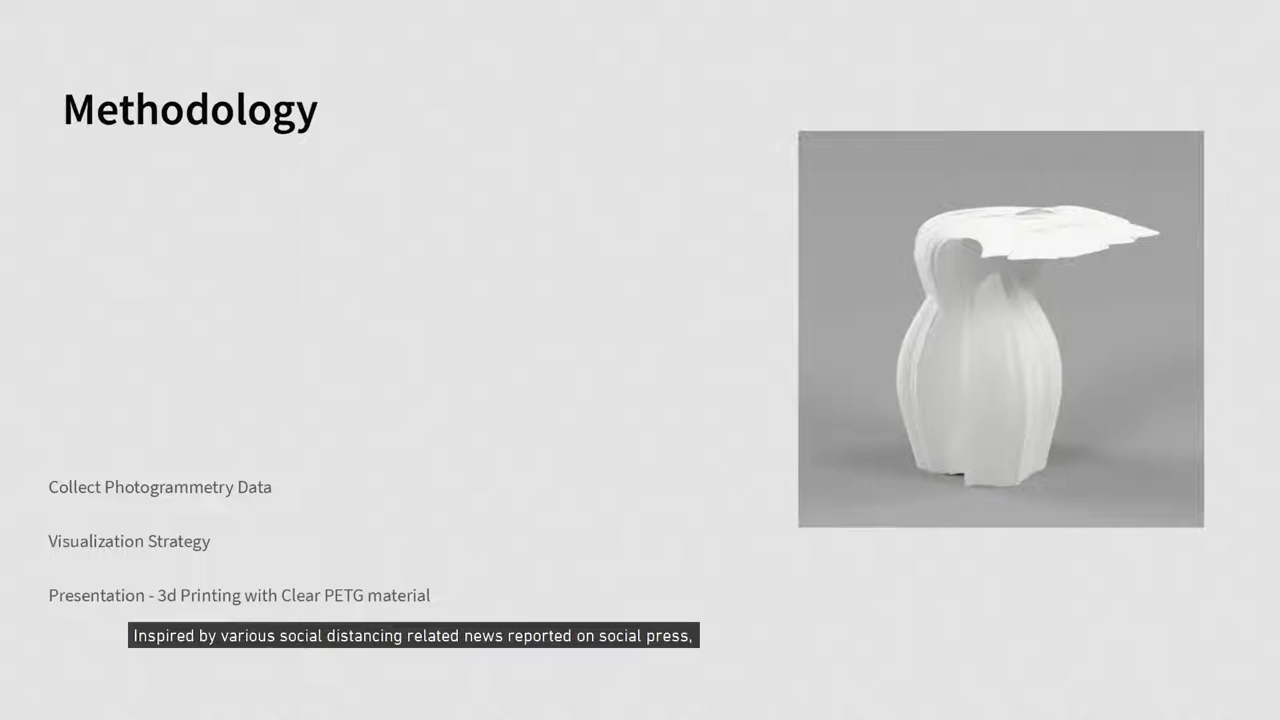 Methodology
Collect Photogrammetry Data
Visualization Strategy
Presentation - 3d Printing with Clear PETG material
Inspired by various social distancing related news reported on social press,